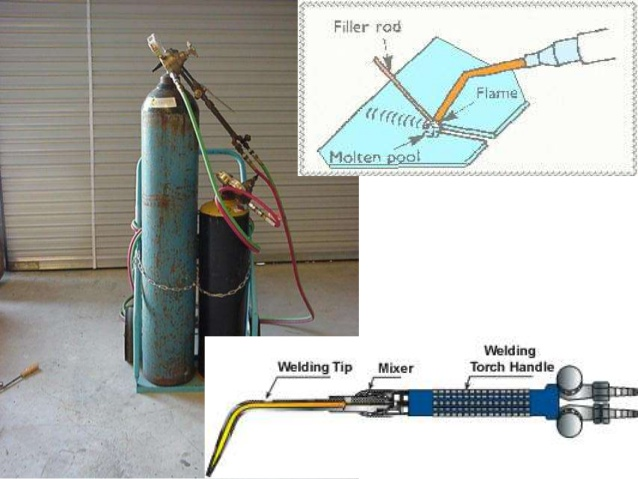 Filler rod
Flame
Molten pool
Welding Tip
Mixer
Welding
Torch Handle